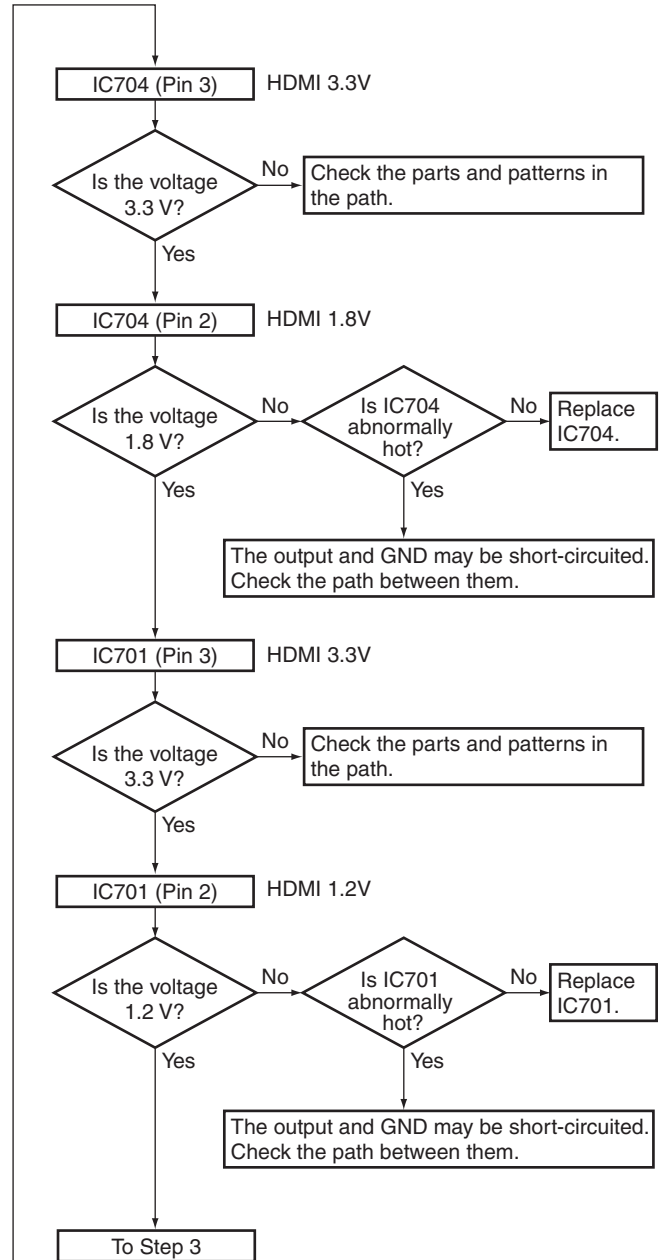 IC704 (Pin 3)
HDMI 3.3V
Is the voltage
3.3 V?
No
Check the parts and patterns in
the path.
Yes
IC704 (Pin 2)
HDMI 1.8V
Is the voltage
1.8 V?
No
Is IC704
abnormally
hot?
No
Replace
IC704.
Yes
Yes
The output and GND may be short-circuited.
Check the path between them.
IC701 (Pin 3)
HDMI 3.3V
Is the voltage
3.3 V?
No
Check the parts and patterns in
the path.
Yes
IC701 (Pin 2)
HDMI 1.2V
Is the voltage
1.2 V?
No
Is IC701
abnormally
hot?
No
Replace
IC701.
Yes
Yes
The output and GND may be short-circuited.
Check the path between them.
To Step 3